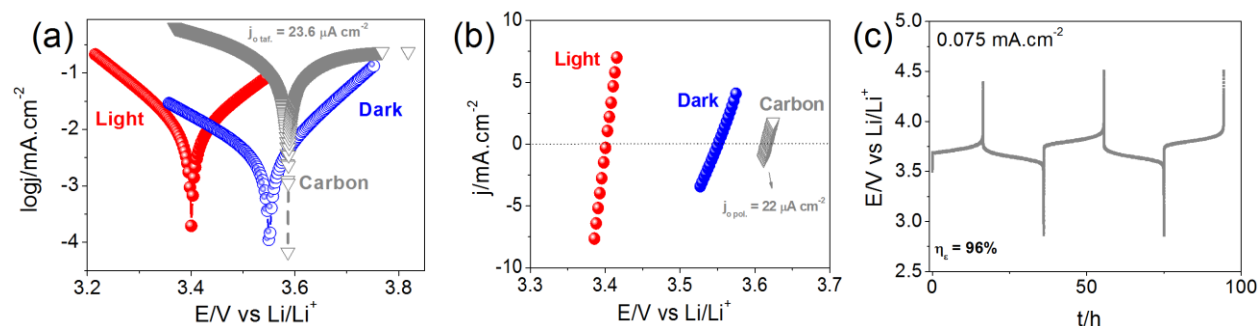 (a)
j₀ taf. = 23.6 μA cm⁻²
Light
Dark
Carbon
logj/mA.cm⁻²
-1
-2
-3
-4
3.2 3.4 3.6 3.8
E/V vs Li/Li⁺
(b)
Light
Dark
Carbon
j₀ pol. = 22 μA cm⁻²
j/mA.cm⁻²
10
5
0
-5
-10
3.3 3.4 3.5 3.6 3.7
E/V vs Li/Li⁺
(c)
0.075 mA.cm⁻²
η_ε = 96%
E/V vs Li/Li⁺
5.0
4.5
4.0
3.5
3.0
2.5
0 50 100
t/h